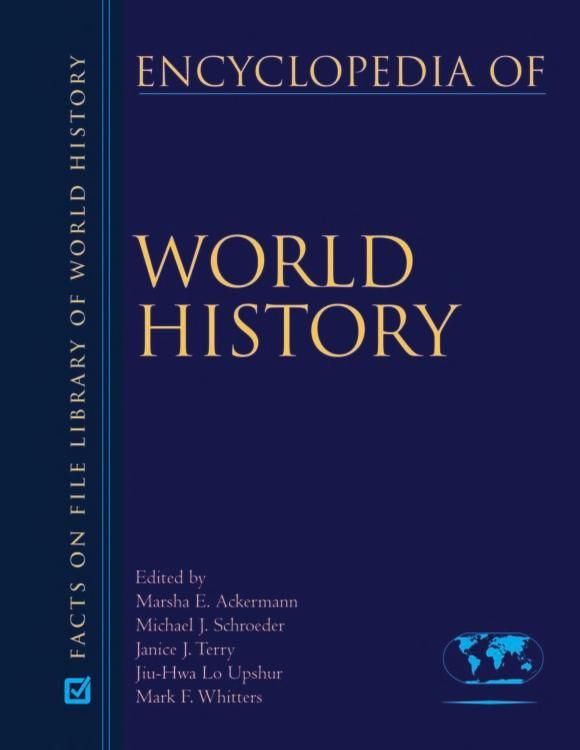 FACTS ON FILE LIBRARY OF WORLD HISTORY
ENCYCLOPEDIA OF
WORLD
HISTORY
Edited by
Marsha E. Ackermann
Michael J. Schroeder
Janice J. Terry
Jiu-Hwa Lo Upshur
Mark F. Whitters